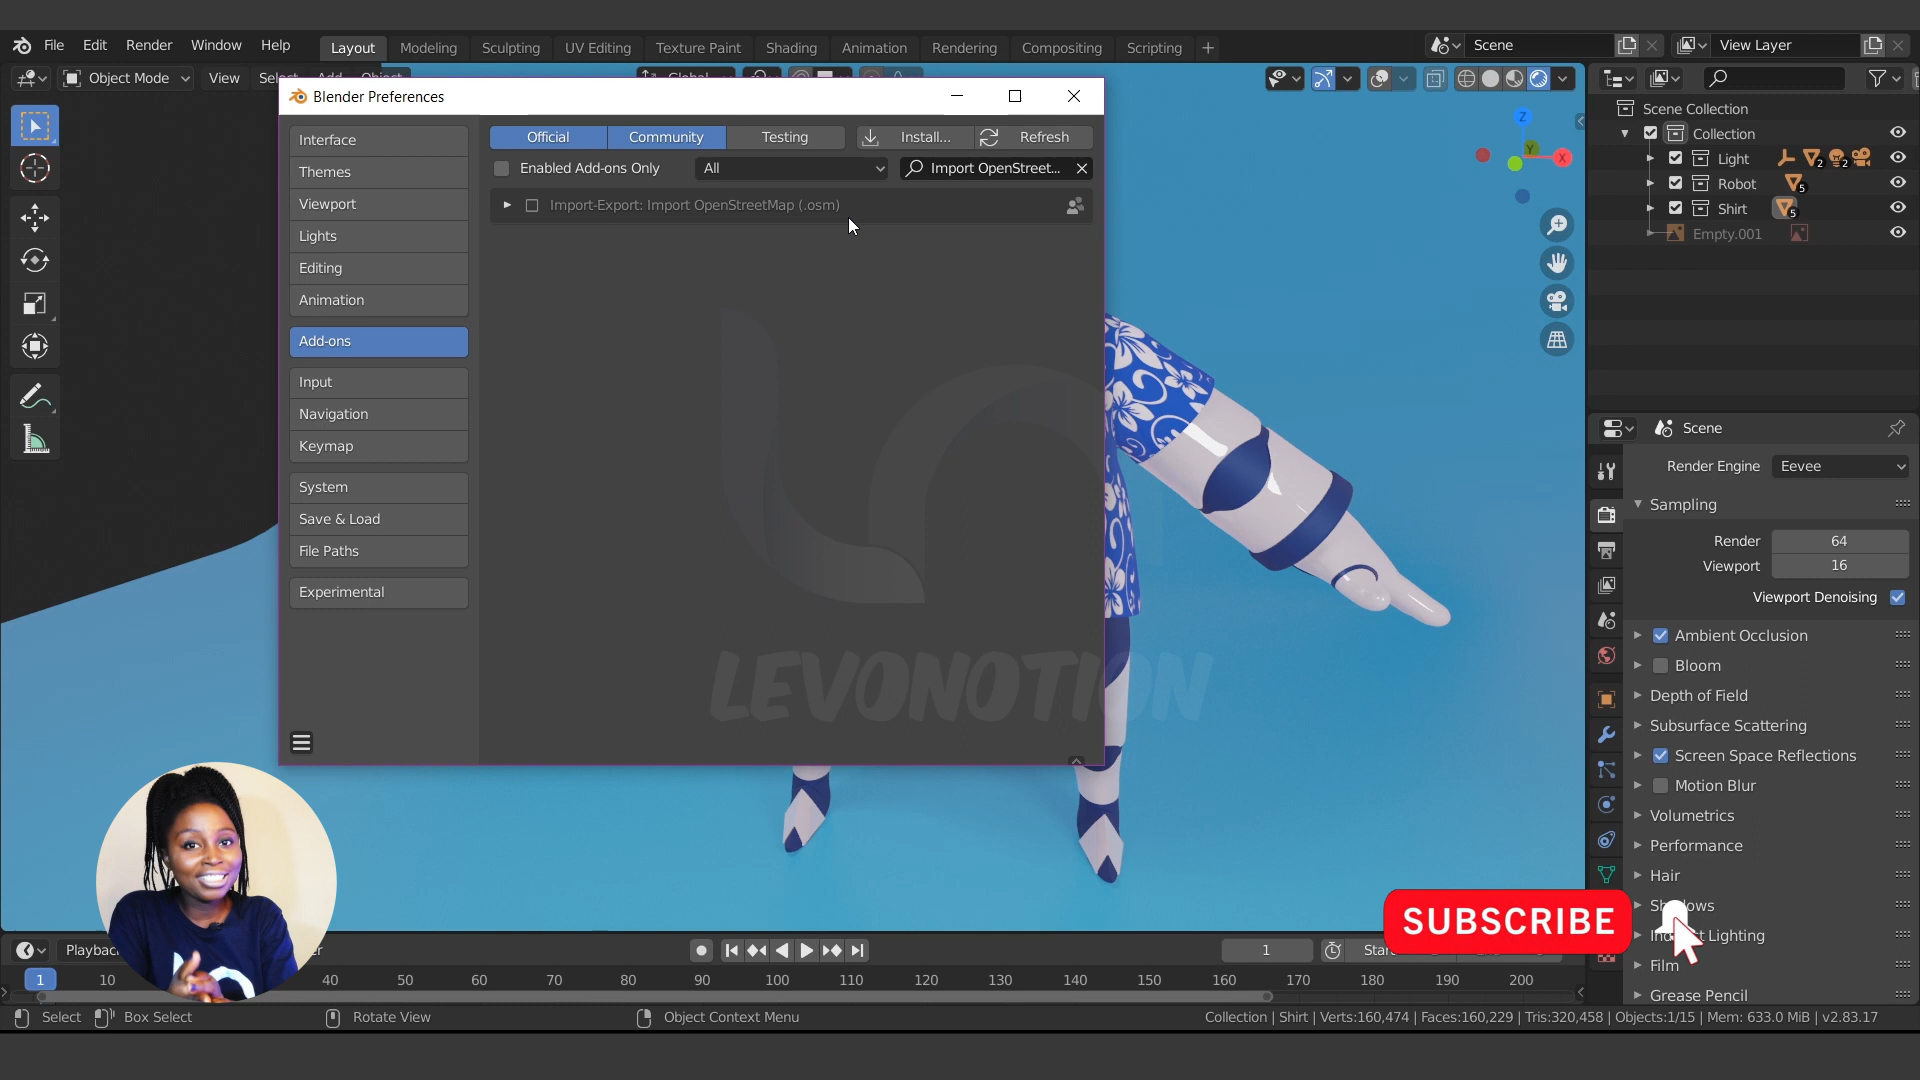 File Edit Render Window Help Layout Modeling Sculpting UV Editing Texture Paint Shading Animation Rendering Compositing Scripting + Scene View Layer
Object Mode View
Blender Preferences
Official Community Testing Install... Refresh
Enabled Add-ons Only All Import OpenStreet...
Import-Export: Import OpenStreetMap (.osm)
Interface
Themes
Viewport
Lights
Editing
Animation
Add-ons
Input
Navigation
Keymap
System
Save & Load
File Paths
Experimental
LEVONOTION
Z
Y
X
Scene Collection
Collection
Light 2 2
Robot 5
Shirt 5
Empty.001
Scene
Render Engine Eevee
Sampling
Render 64
Viewport 16
Viewport Denoising
Ambient Occlusion
Bloom
Depth of Field
Subsurface Scattering
Screen Space Reflections
Motion Blur
Volumetrics
Performance
Hair
Lighting
Film
Grease Pencil
SUBSCRIBE
1
1 10 40 50 60 70 80 90 100 110 120 130 140 150 160 170 180 190 200
Select Box Select Rotate View Object Context Menu
Collection | Shirt | Verts:160,474 | Faces:160,229 | Tris:320,458 | Objects:1/15 | Mem: 633.0 MiB | v2.83.17